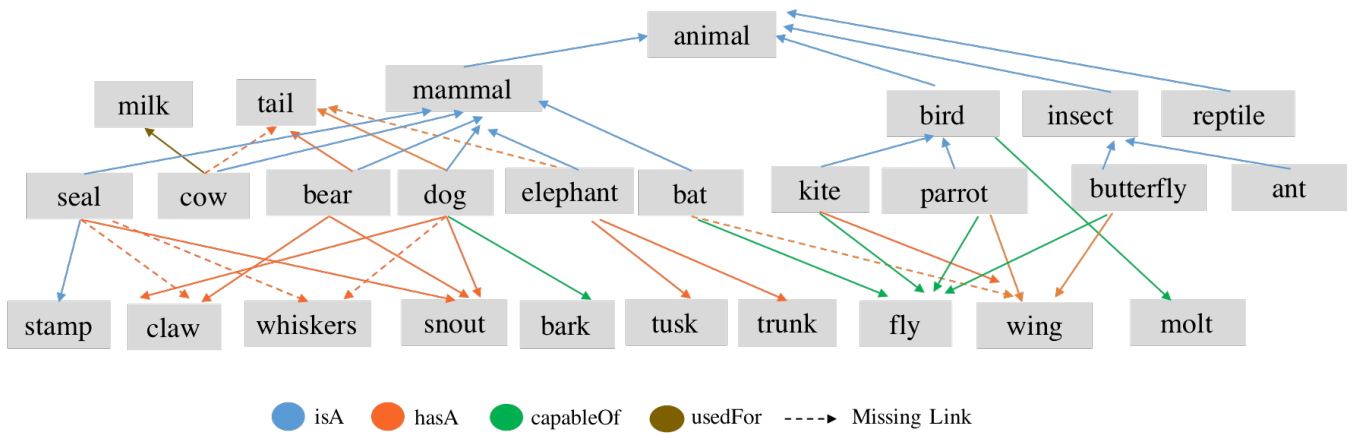 animal
mammal
milk
tail
bird
insect
reptile
seal
cow
bear
dog
elephant
bat
kite
parrot
butterfly
ant
stamp
claw
whiskers
snout
bark
tusk
trunk
fly
wing
molt
isA
hasA
capableOf
usedFor
Missing Link